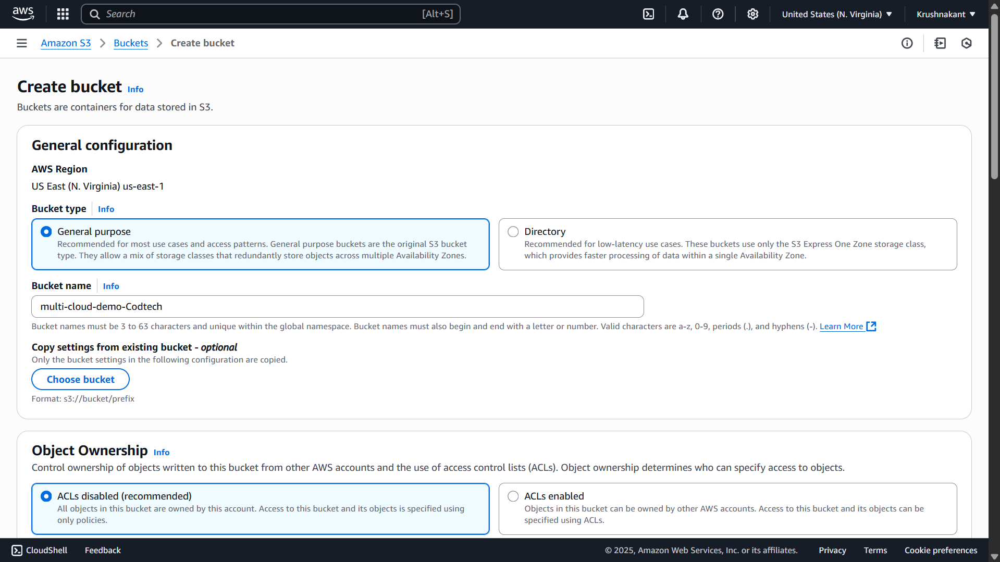 aws
Search [Alt+S]
United States (N. Virginia)
Krushnakant
Amazon S3
Buckets
Create bucket
Create bucket Info
Buckets are containers for data stored in S3.
General configuration
AWS Region
US East (N. Virginia) us-east-1
Bucket type Info
General purpose
Recommended for most use cases and access patterns. General purpose buckets are the original S3 bucket
type. They allow a mix of storage classes that redundantly store objects across multiple Availability Zones.
Directory
Recommended for low-latency use cases. These buckets use only the S3 Express One Zone storage class,
which provides faster processing of data within a single Availability Zone.
Bucket name Info
multi-cloud-demo-Codtech
Bucket names must be 3 to 63 characters and unique within the global namespace. Bucket names must also begin and end with a letter or number. Valid characters are a-z, 0-9, periods (.), and hyphens (-). Learn More
Copy settings from existing bucket - optional
Only the bucket settings in the following configuration are copied.
Choose bucket
Format: s3://bucket/prefix
Object Ownership Info
Control ownership of objects written to this bucket from other AWS accounts and the use of access control lists (ACLs). Object ownership determines who can specify access to objects.
ACLs disabled (recommended)
All objects in this bucket are owned by this account. Access to this bucket and its objects is specified using
only policies.
ACLs enabled
Objects in this bucket can be owned by other AWS accounts. Access to this bucket and its objects can be
specified using ACLs.
CloudShell
Feedback
© 2025, Amazon Web Services, Inc. or its affiliates.
Privacy
Terms
Cookie preferences